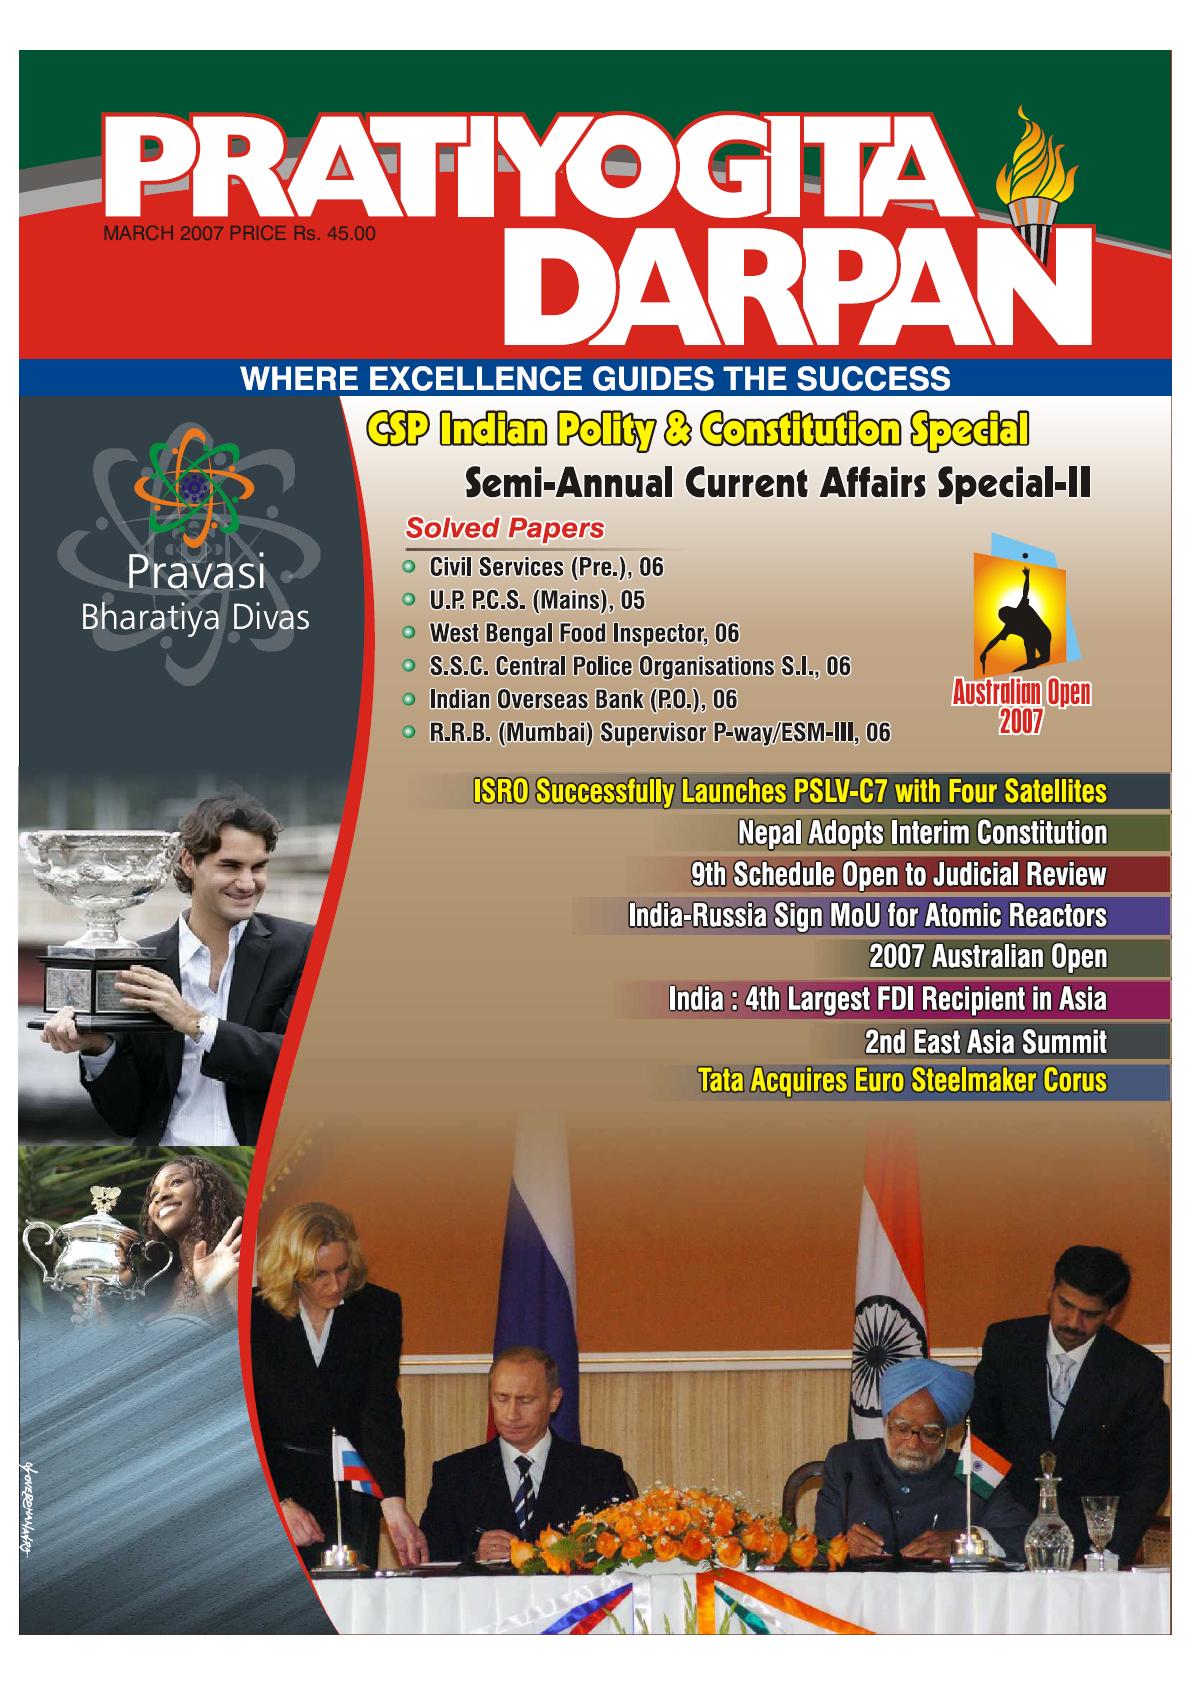 PRATIYOGITA
MARCH 2007 PRICE Rs. 45.00
DARPAN
WHERE EXCELLENCE GUIDES THE SUCCESS
CSP Indian Polity & Constitution Special
Semi-Annual Current Affairs Special-II
Solved Papers
Civil Services (Pre.), 06
U.P. P.C.S. (Mains), 05
West Bengal Food Inspector, 06
S.S.C. Central Police Organisations S.I., 06
Indian Overseas Bank (P.O.), 06
R.R.B. (Mumbai) Supervisor P-way/ESM-III, 06
Pravasi
Bharatiya Divas
Australian Open
2007
ISRO Successfully Launches PSLV-C7 with Four Satellites
Nepal Adopts Interim Constitution
9th Schedule Open to Judicial Review
India-Russia Sign MoU for Atomic Reactors
2007 Australian Open
India : 4th Largest FDI Recipient in Asia
2nd East Asia Summit
Tata Acquires Euro Steelmaker Corus